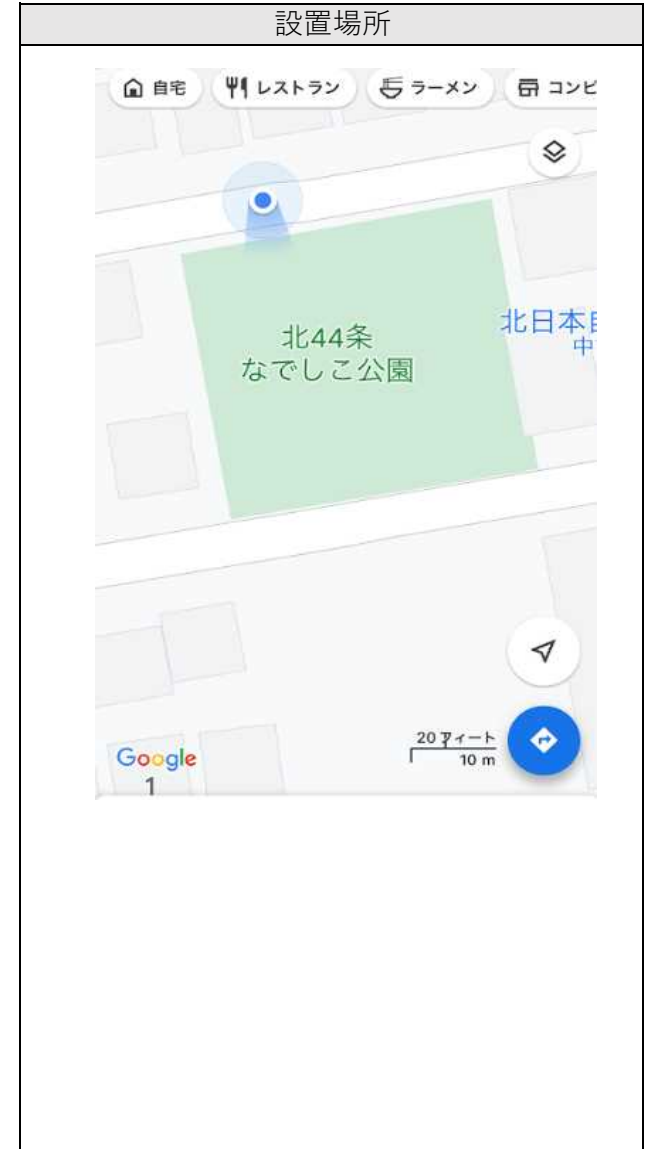 設置場所
自宅
レストラン
ラーメン
コンビ
北44条
なでしこ公園
北日本自
中
20 フィート
10 m
Google
1